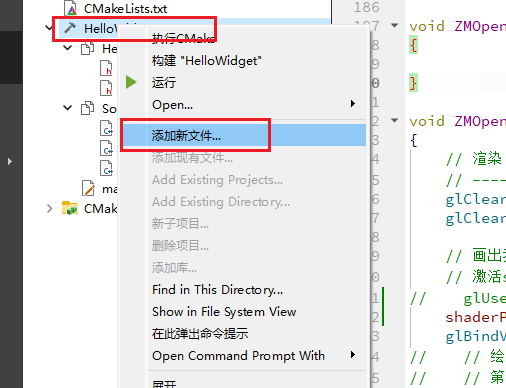 CMakeLists.txt
HelloWidget
He
So
ma
CMa
执行CMake
构建 "HelloWidget"
运行
Open...
添加新文件...
添加现有文件...
Add Existing Projects...
Add Existing Directory...
新子项目...
删除项目...
添加库...
Find in This Directory...
Show in File System View
在此弹出命令提示
Open Command Prompt With
展开
186
187
void ZMOpen
{
}
void ZMOpen
{
// 渲染
// ----
glClear
glClear
// 画出
// 激活s
// glUse
shaderP
glBindV
// // 绘
// // 第